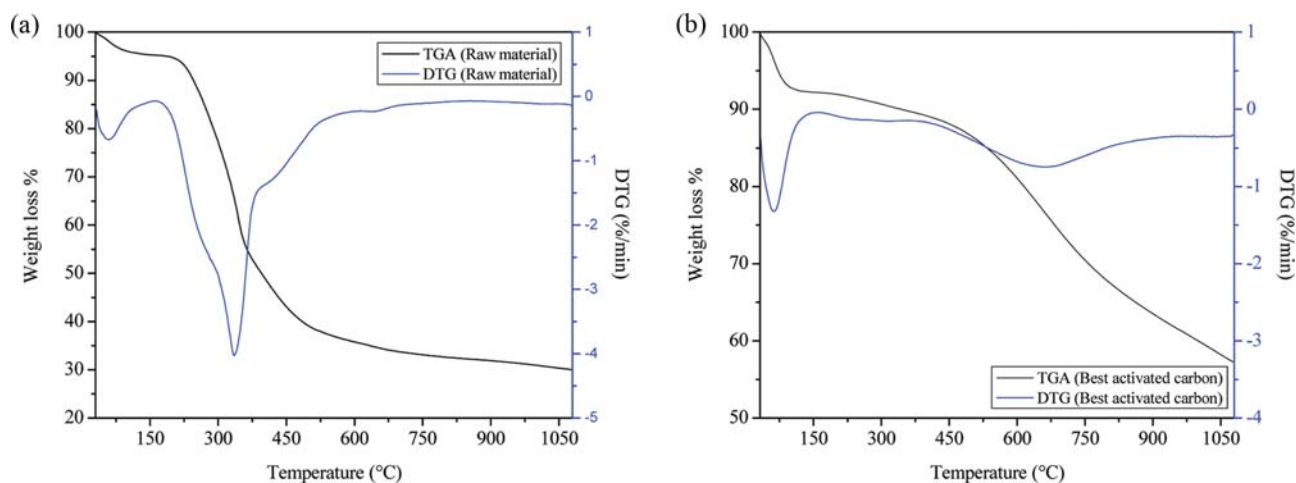 (a)
100
90
80
70
60
50
40
30
20
Weight loss %
TGA (Raw material)
DTG (Raw material)
1
0
-1
-2
-3
-4
-5
DTG (%/min)
150 300 450 600 750 900 1050
Temperature (°C)
(b)
100
90
80
70
60
50
Weight loss %
TGA (Best activated carbon)
DTG (Best activated carbon)
1
0
-1
-2
-3
-4
DTG (%/min)
150 300 450 600 750 900 1050
Temperature (°C)